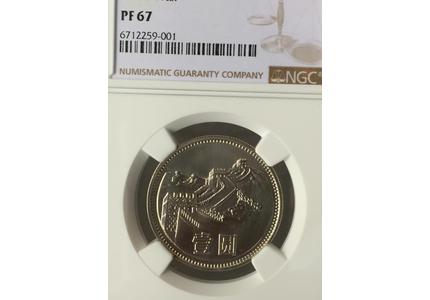 PF 67
6712259-001
NUMISMATIC GUARANTY COMPANY
NGC
壹圆